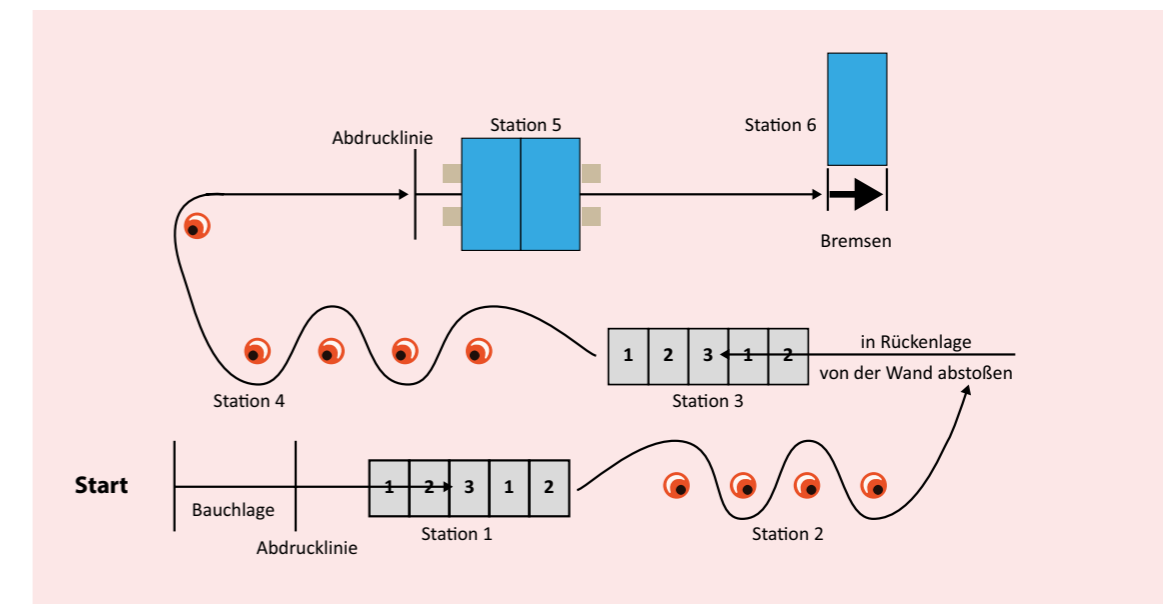 Station 5
Abdrucklinie
Station 6
Bremsen
in Rückenlage
1 2 3 1 2
von der Wand abstoßen
Station 4
Station 3
Start
1 2 3 1 2
Bauchlage
Station 1
Station 2
Abdrucklinie